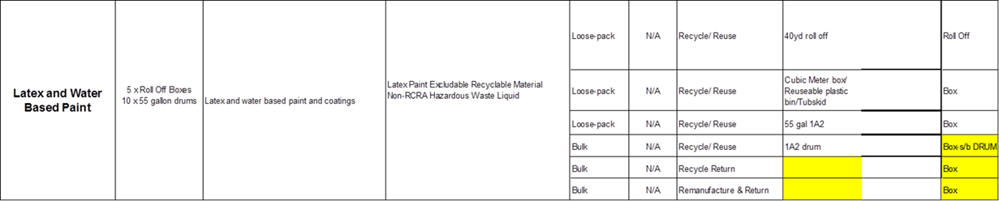 Latex and Water
Based Paint
5 x Roll Off Boxes
10 x 55 gallon drums
Latex and water based paint and coatings
Latex Paint Excludable Recyclable Material
Non-RCRA Hazardous Waste Liquid
Loose-pack N/A Recycle/ Reuse 40yd roll off Roll Off
Loose-pack N/A Recycle/ Reuse Cubic Meter box/
Reuseable plastic
bin/Tubskid Box
Loose-pack N/A Recycle/ Reuse 55 gal 1A2 Box
Bulk N/A Recycle/ Reuse 1A2 drum Box-s/b DRUM
Bulk N/A Recycle Return Box
Bulk N/A Remanufacture & Return Box